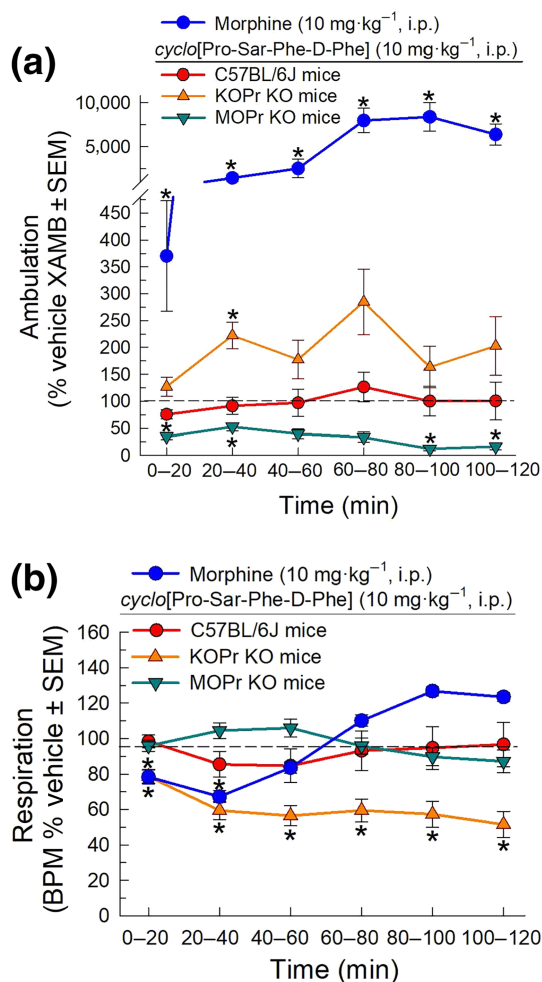 (a)
Morphine (10 mg·kg⁻¹, i.p.)
cyclo[Pro-Sar-Phe-D-Phe] (10 mg·kg⁻¹, i.p.)
C57BL/6J mice
KOPr KO mice
MOPr KO mice
Ambulation
(% vehicle XAMB ± SEM)
10,000
5,000
450
400
350
300
250
200
150
100
50
0
* * * * * *
*
* * * *
0–20 20–40 40–60 60–80 80–100 100–120
Time (min)
(b)
Morphine (10 mg·kg⁻¹, i.p.)
cyclo[Pro-Sar-Phe-D-Phe] (10 mg·kg⁻¹, i.p.)
C57BL/6J mice
KOPr KO mice
MOPr KO mice
Respiration
(BPM % vehicle ± SEM)
160
140
120
100
80
60
40
20
0
* *
* * * * * *
0–20 20–40 40–60 60–80 80–100 100–120
Time (min)